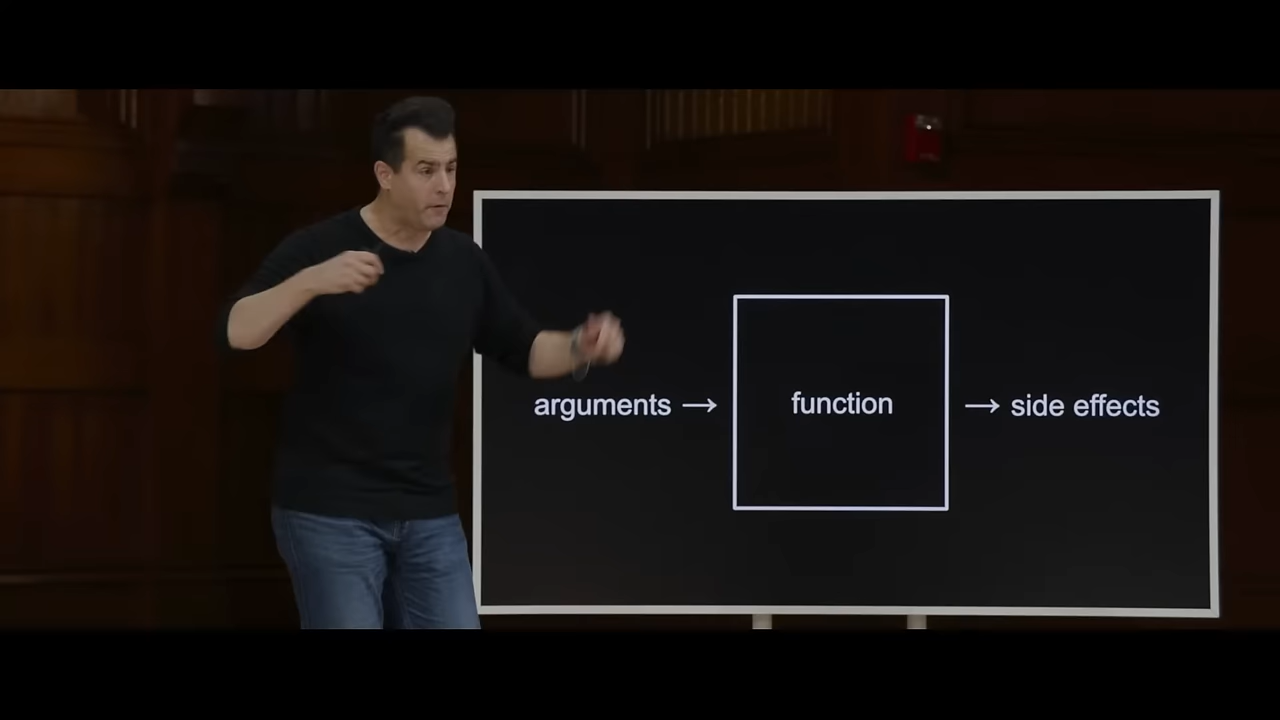 arguments → function → side effects